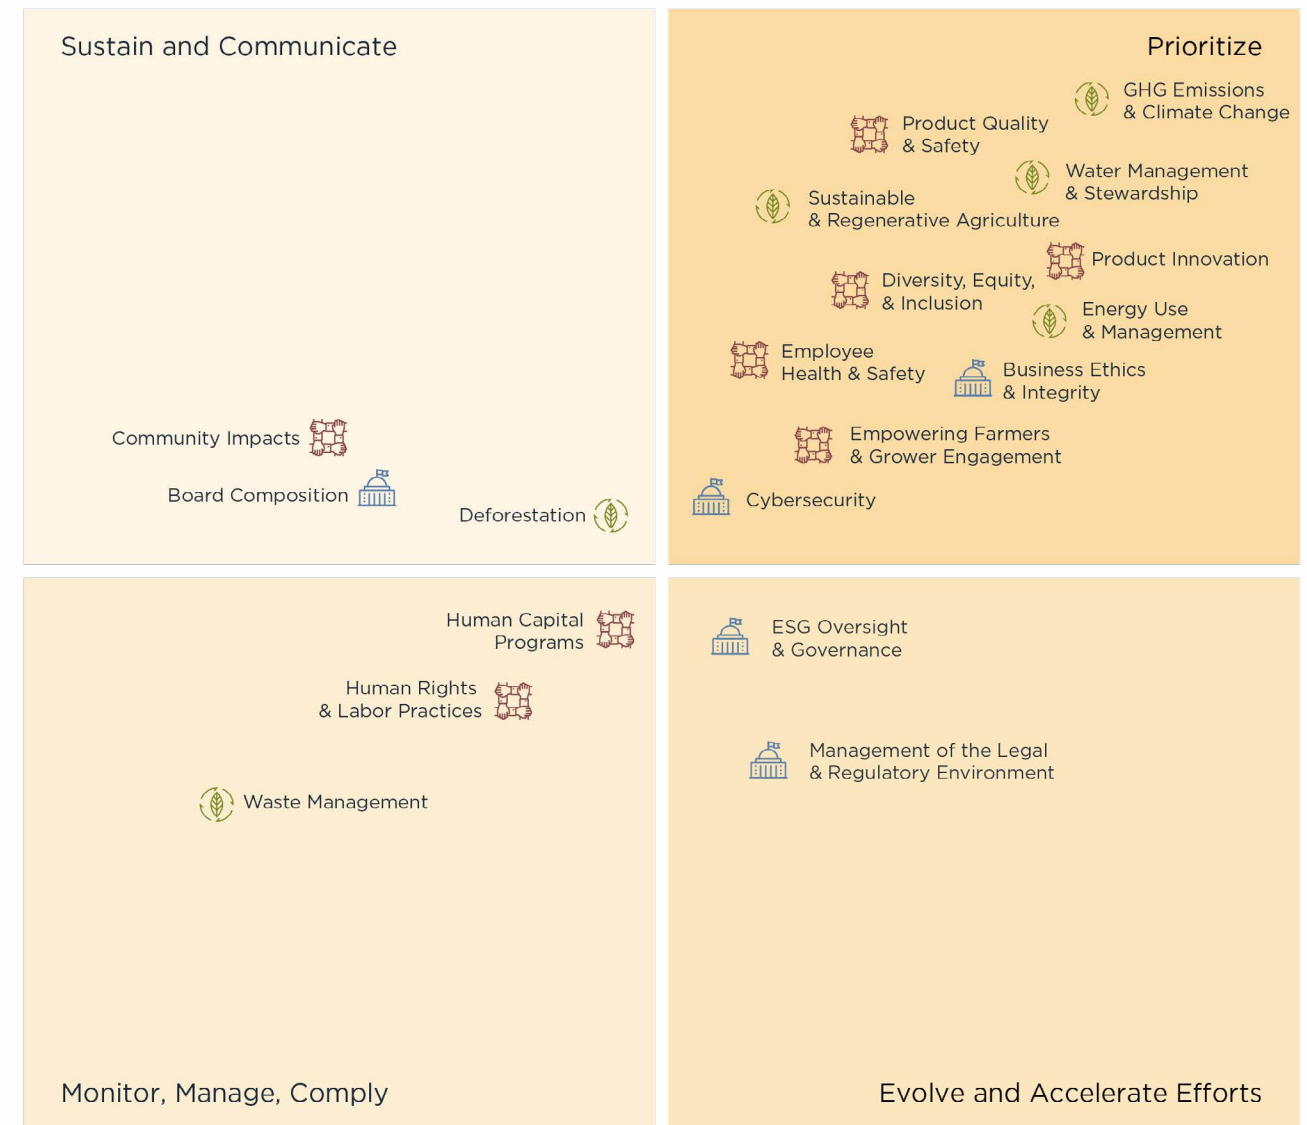 Sustain and Communicate
Community Impacts
Board Composition
Deforestation
Prioritize
GHG Emissions
& Climate Change
Product Quality
& Safety
Water Management
& Stewardship
Sustainable
& Regenerative Agriculture
Product Innovation
Diversity, Equity,
& Inclusion
Energy Use
& Management
Employee
Health & Safety
Business Ethics
& Integrity
Empowering Farmers
& Grower Engagement
Cybersecurity
Human Capital
Programs
Human Rights
& Labor Practices
Waste Management
Monitor, Manage, Comply
ESG Oversight
& Governance
Management of the Legal
& Regulatory Environment
Evolve and Accelerate Efforts